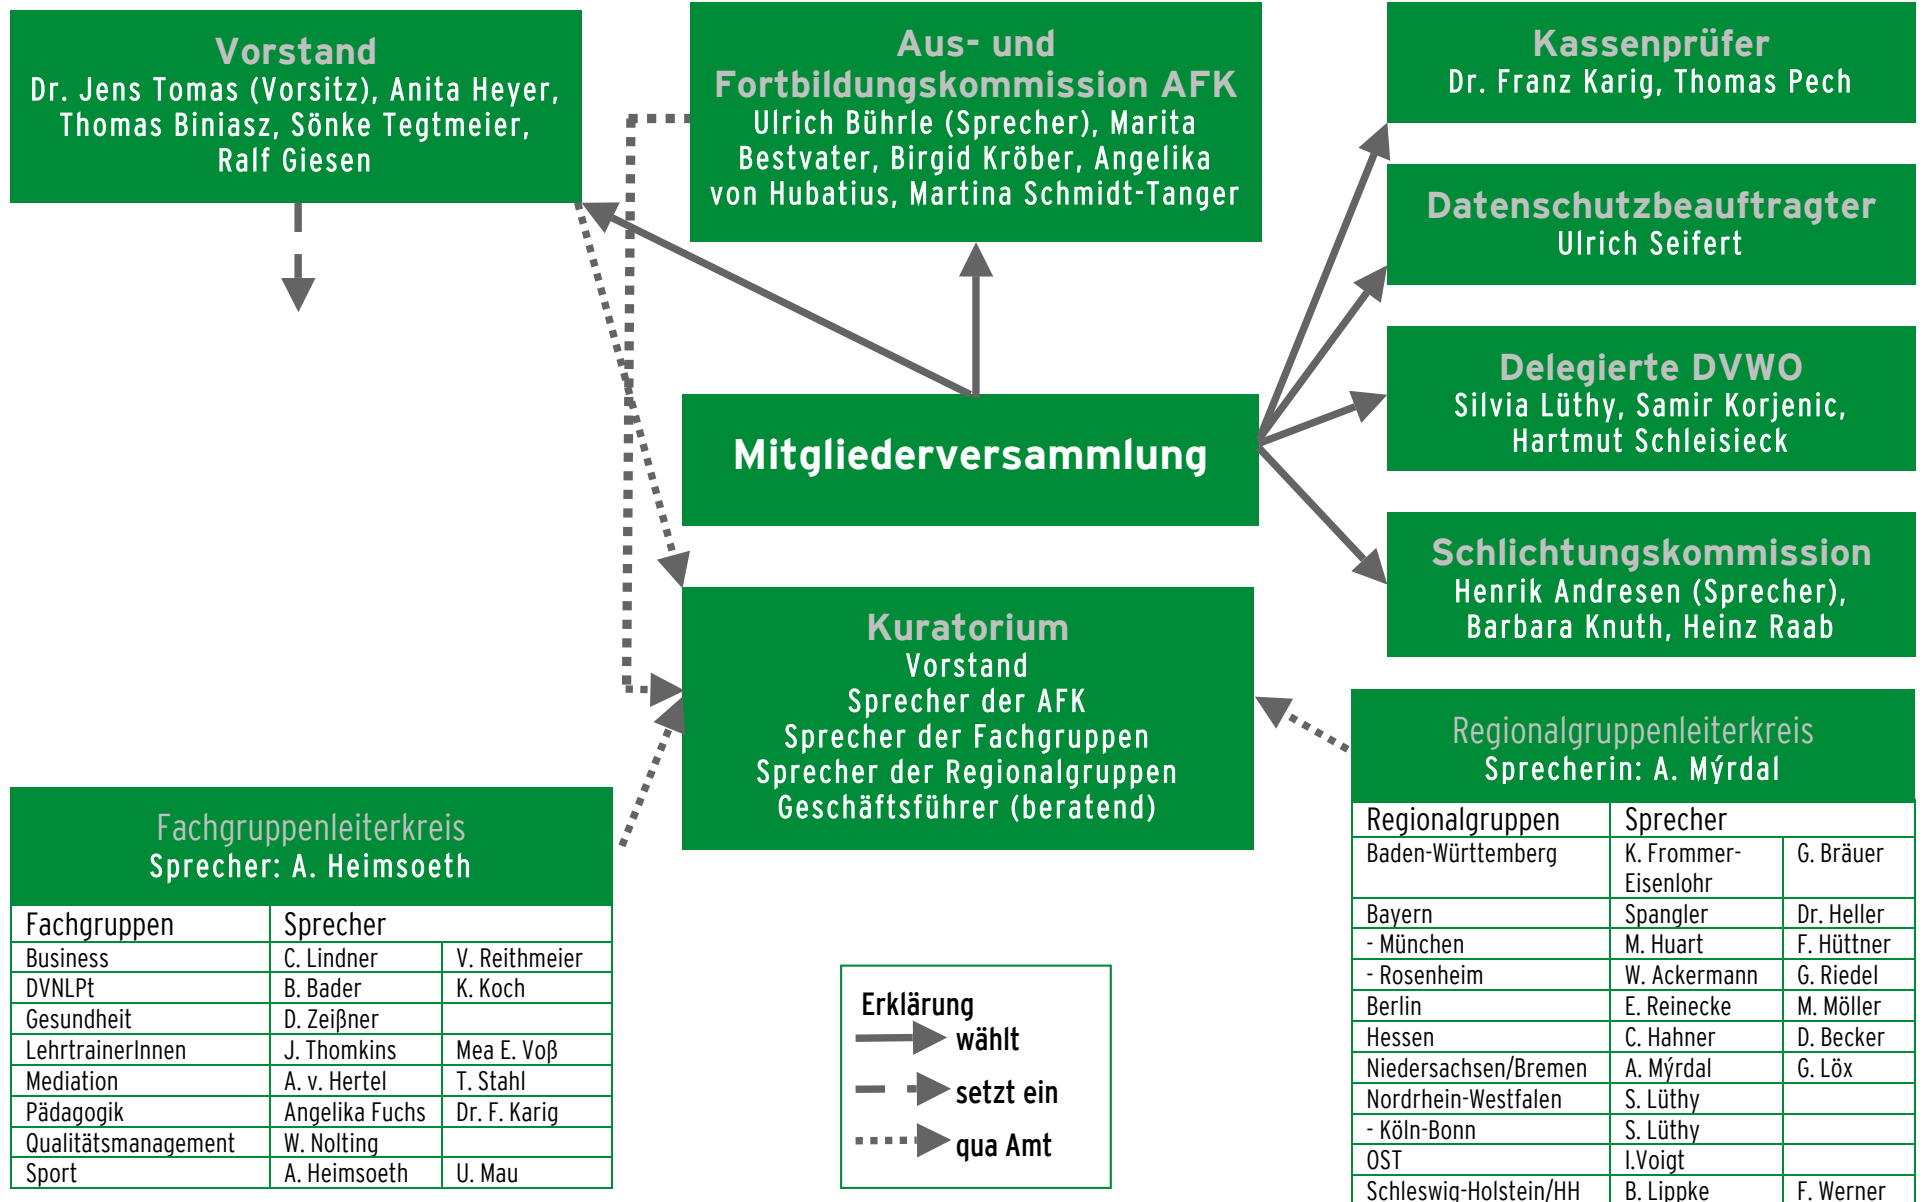 Vorstand
Dr. Jens Tomas (Vorsitz), Anita Heyer,
Thomas Biniasz, Sönke Tegtmeier,
Ralf Giesen
Aus- und
Fortbildungskommission AFK
Ulrich Bührle (Sprecher), Marita
Bestvater, Birgid Kröber, Angelika
von Hubatius, Martina Schmidt-Tanger
Kassenprüfer
Dr. Franz Karig, Thomas Pech
Datenschutzbeauftragter
Ulrich Seifert
Delegierte DVWO
Silvia Lüthy, Samir Korjenic,
Hartmut Schleisieck
Mitgliederversammlung
Schlichtungskommission
Henrik Andresen (Sprecher),
Barbara Knuth, Heinz Raab
Kuratorium
Vorstand
Sprecher der AFK
Sprecher der Fachgruppen
Sprecher der Regionalgruppen
Geschäftsführer (beratend)
Fachgruppenleiterkreis
Sprecher: A. Heimsoeth
Fachgruppen Sprecher
Business C. Lindner V. Reithmeier
DVNLPt B. Bader K. Koch
Gesundheit D. Zeißner
LehrtrainerInnen J. Thomkins Mea E. Voß
Mediation A. v. Hertel T. Stahl
Pädagogik Angelika Fuchs Dr. F. Karig
Qualitätsmanagement W. Nolting
Sport A. Heimsoeth U. Mau
Erklärung
wählt
setzt ein
qua Amt
Regionalgruppenleiterkreis
Sprecherin: A. Mýrdal
Regionalgruppen Sprecher
Baden-Württemberg K. Frommer- G. Bräuer
Eisenlohr
Bayern Spangler Dr. Heller
- München M. Huart F. Hüttner
- Rosenheim W. Ackermann G. Riedel
Berlin E. Reinecke M. Möller
Hessen C. Hahner D. Becker
Niedersachsen/Bremen A. Mýrdal G. Löx
Nordrhein-Westfalen S. Lüthy
- Köln-Bonn S. Lüthy
OST I.Voigt
Schleswig-Holstein/HH B. Lippke F. Werner